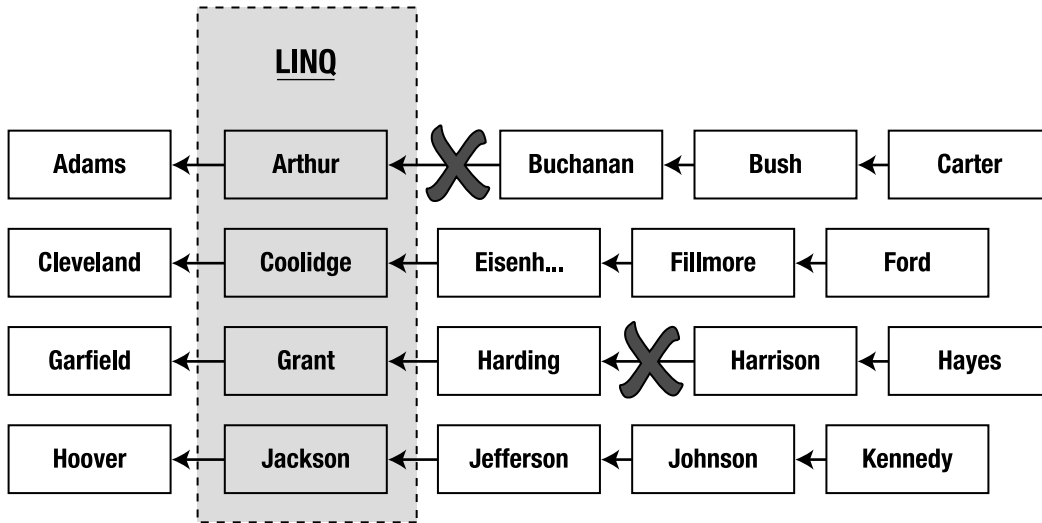 LINQ
Adams Arthur Buchanan Bush Carter
Cleveland Coolidge Eisenh... Fillmore Ford
Garfield Grant Harding Harrison Hayes
Hoover Jackson Jefferson Johnson Kennedy